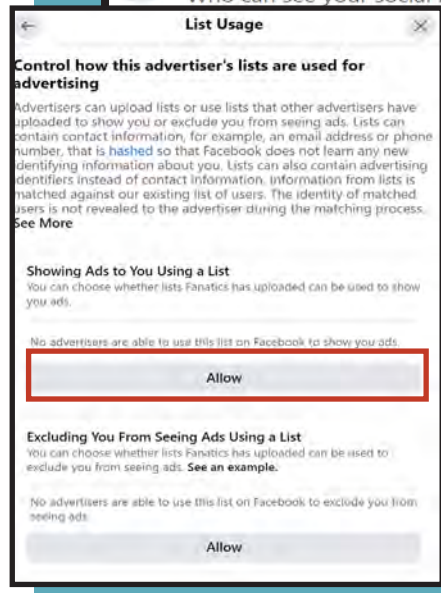 Who can see your social
List Usage
Control how this advertiser's lists are used for
advertising
Advertisers can upload lists or use lists that other advertisers have
uploaded to show you or exclude you from seeing ads. Lists can
contain contact information, for example, an email address or phone
number, that is hashed so that Facebook does not learn any new
identifying information about you. Lists can also contain advertising
identifiers instead of contact information. Information from lists is
matched against our existing list of users. The identity of matched
users is not revealed to the advertiser during the matching process.
See More
Showing Ads to You Using a List
You can choose whether lists Fanatics has uploaded can be used to show
you ads.
No advertisers are able to use this list on Facebook to show you ads.
Allow
Excluding You From Seeing Ads Using a List
You can choose whether lists Fanatics has uploaded can be used to
exclude you from seeing ads. See an example.
No advertisers are able to use this list on Facebook to exclude you from
seeing ads.
Allow